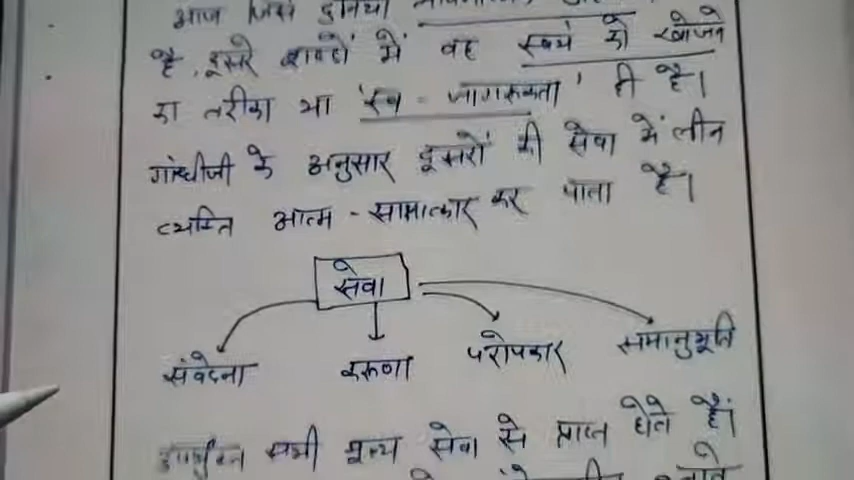 आज जिसे दुनिया
है, दूसरे शब्दों में वह स्वयं को खोजने
का तरीका या 'स्व - जागरूकता' ही है।
गांधीजी के अनुसार दूसरों की सेवा में लीन
व्यक्ति आत्म - साक्षात्कार कर पाता है।
सेवा
संवेदना करुणा परोपकार समानुभूति
उपर्युक्त सभी मूल्य सेवा से प्राप्त होते हैं।